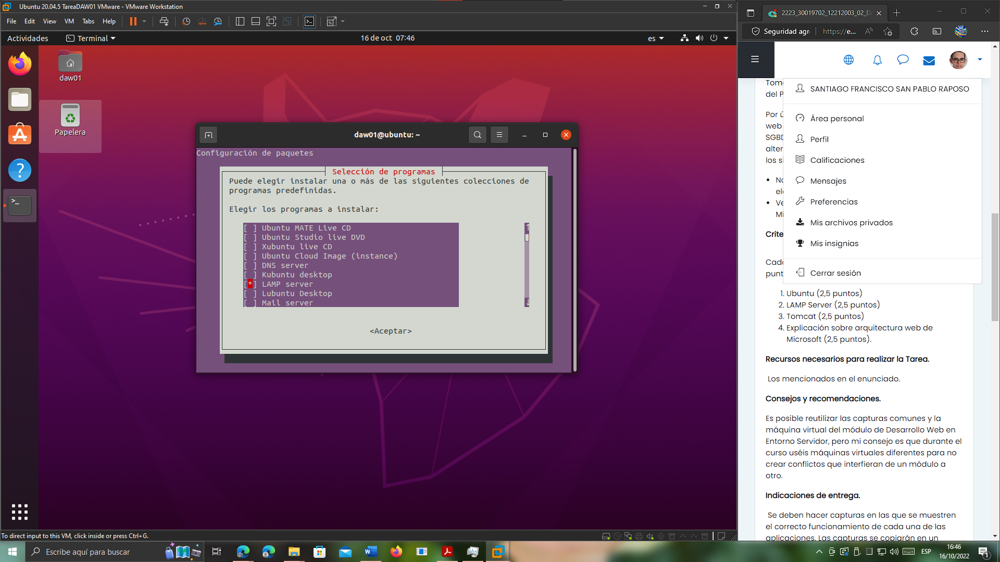 Ubuntu 20.04.5 TareaDAW01 VMware - VMware Workstation
File Edit View VM Tabs Help
Actividades
Terminal
16 de oct 07:46
es
daw01
Papelera
daw01@ubuntu: ~
Configuración de paquetes
Selección de programas
Puede elegir instalar una o más de las siguientes colecciones de
programas predefinidas.
Elegir los programas a instalar:
[ ] Ubuntu MATE Live CD
[ ] Ubuntu Studio live DVD
[ ] Xubuntu live CD
[ ] Ubuntu Cloud Image (instance)
[ ] DNS server
[ ] Kubuntu desktop
[*] LAMP server
[ ] Lubuntu Desktop
[ ] Mail server
<Aceptar>
To direct input to this VM, click inside or press Ctrl+G.
2223_30019702_12212003_02_D
Seguridad agr
https://e...
Tom
del P
SANTIAGO FRANCISCO SAN PABLO RAPOSO
Por ú
web
SGBD
alter
los si
Área personal
Perfil
Calificaciones
Mensajes
Preferencias
Mis archivos privados
Mis insignias
Cerrar sesión
• No
el
• Ve
Mi
Crite
Cada
punt
1. Ubuntu (2,5 puntos)
2. LAMP Server (2,5 puntos)
3. Tomcat (2,5 puntos)
4. Explicación sobre arquitectura web de
Microsoft (2,5 puntos).
Recursos necesarios para realizar la Tarea.
Los mencionados en el enunciado.
Consejos y recomendaciones.
Es posible reutilizar las capturas comunes y la
máquina virtual del módulo de Desarrollo Web en
Entorno Servidor, pero mi consejo es que durante el
curso uséis máquinas virtuales diferentes para no
crear conflictos que interfieran de un módulo a
otro.
Indicaciones de entrega.
Se deben hacer capturas en las que se muestren
el correcto funcionamiento de cada una de las
aplicaciones. Las capturas se copiarán en un
Escribe aquí para buscar
ESP
16:46
16/10/2022
1